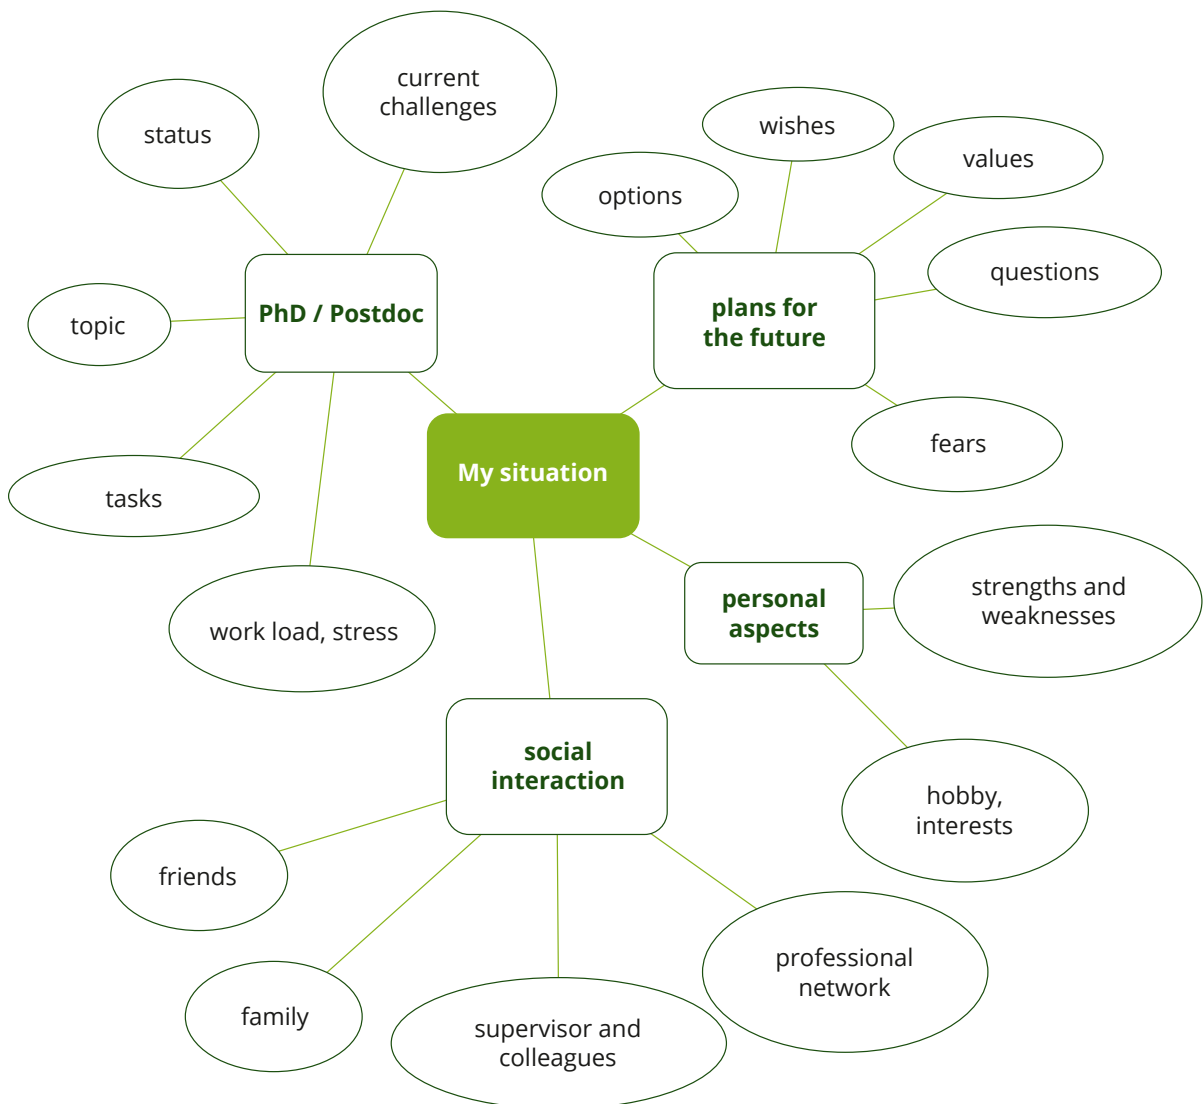 current
challenges
status
wishes
values
options
questions
PhD / Postdoc
plans for
the future
topic
fears
My situation
tasks
strengths and
weaknesses
personal
aspects
work load, stress
social
interaction
hobby,
interests
friends
professional
network
family
supervisor and
colleagues